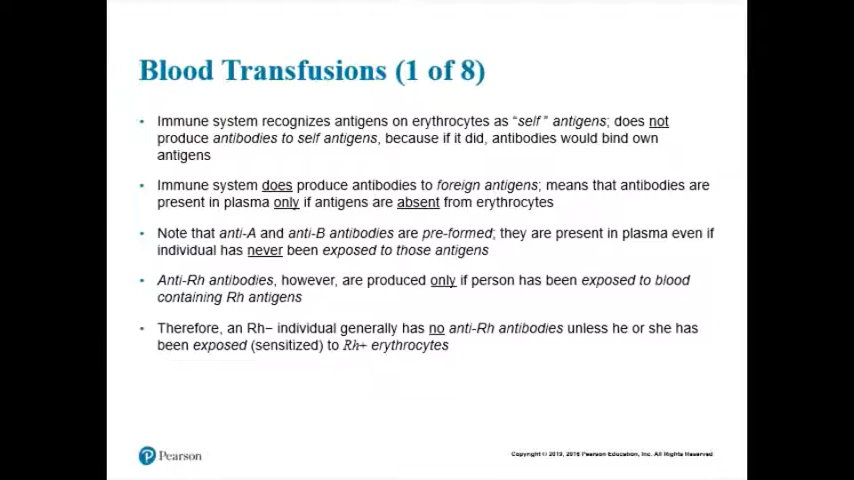 Blood Transfusions (1 of 8)
• Immune system recognizes antigens on erythrocytes as “self ” antigens; does not
produce antibodies to self antigens, because if it did, antibodies would bind own
antigens
• Immune system does produce antibodies to foreign antigens; means that antibodies are
present in plasma only if antigens are absent from erythrocytes
• Note that anti-A and anti-B antibodies are pre-formed; they are present in plasma even if
individual has never been exposed to those antigens
• Anti-Rh antibodies, however, are produced only if person has been exposed to blood
containing Rh antigens
• Therefore, an Rh− individual generally has no anti-Rh antibodies unless he or she has
been exposed (sensitized) to Rh+ erythrocytes
Pearson
Copyright © 2019, 2016 Pearson Education, Inc. All Rights Reserved